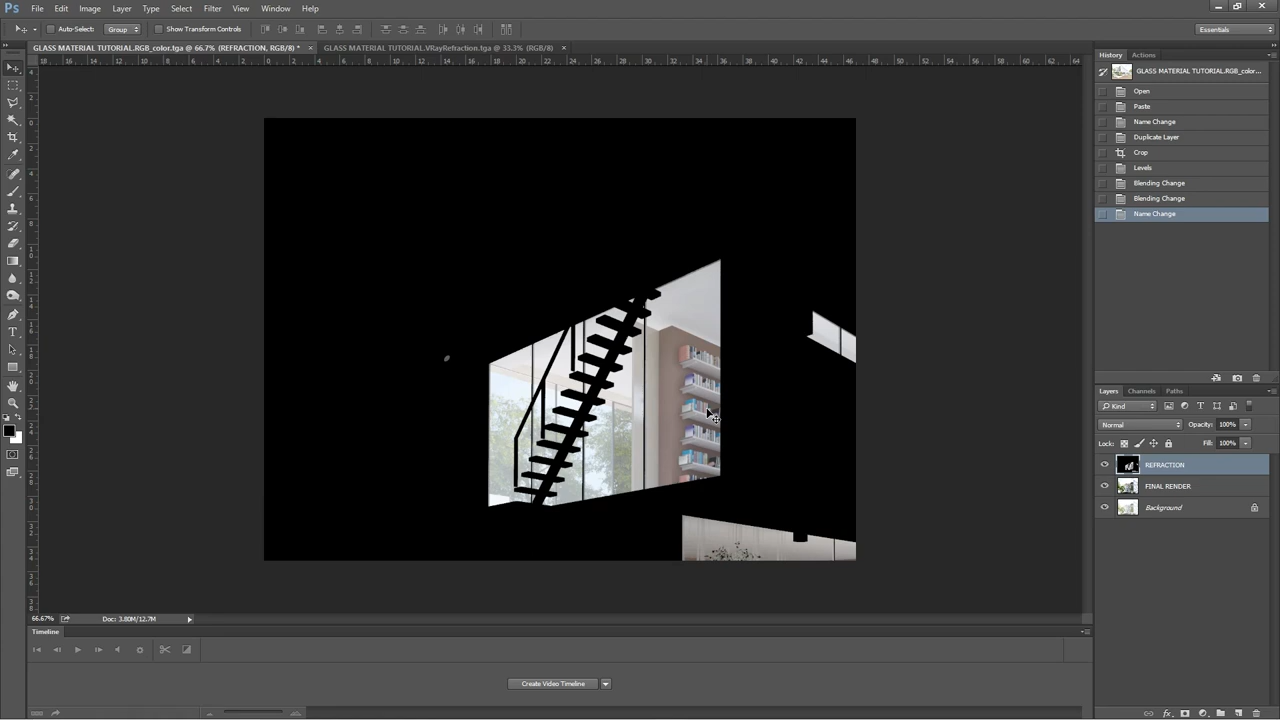 Ps File Edit Image Layer Type Select Filter View Window Help
Auto-Select: Group Show Transform Controls Essentials
GLASS MATERIAL TUTORIAL.RGB_color.tga @ 66.7% (REFRACTION, RGB/8) * × GLASS MATERIAL TUTORIAL.VRayRefraction.tga @ 33.3% (RGB/8) ×
History Actions
GLASS MATERIAL TUTORIAL.RGB_color...
Open
Paste
Name Change
Duplicate Layer
Crop
Levels
Blending Change
Blending Change
Name Change
Layers Channels Paths
Kind
Normal Opacity: 100%
Lock: Fill: 100%
REFRACTION
FINAL RENDER
Background
66.67% Doc: 3.80M/12.7M
Timeline
Create Video Timeline